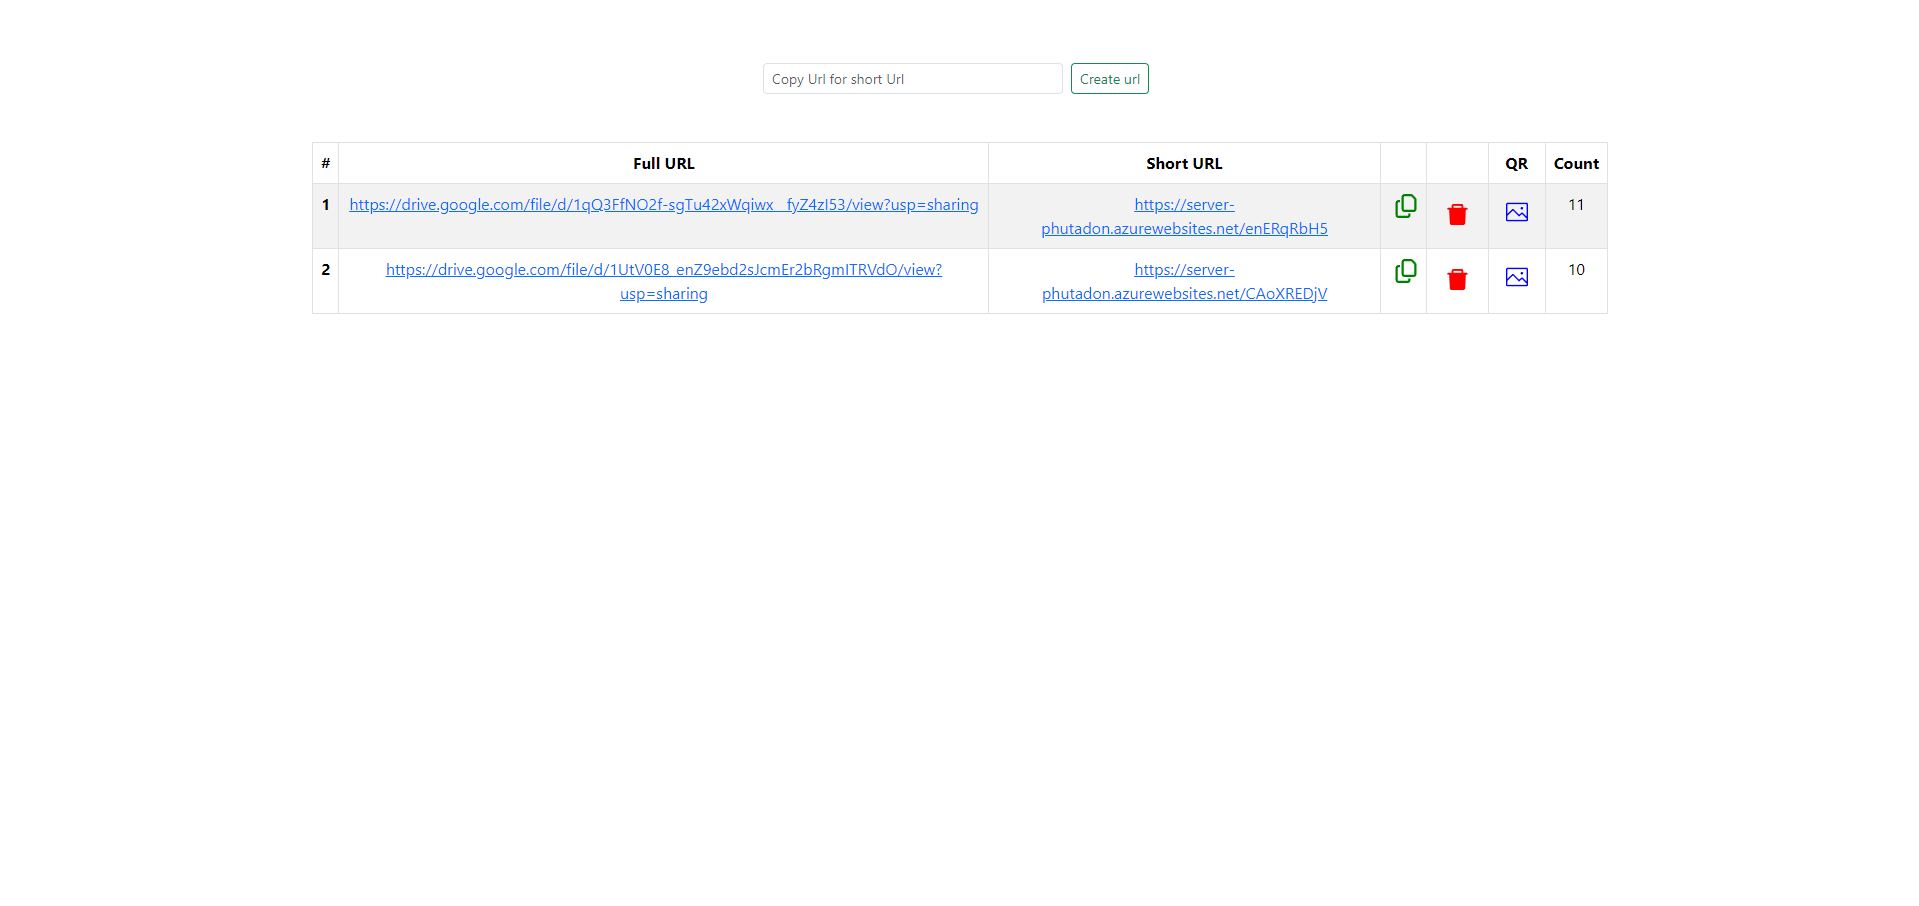 Copy Url for short Url Create url
# Full URL Short URL QR Count
1 https://drive.google.com/file/d/1qQ3FfNO2f-sgTu42xWqiwx__fyZ4zI53/view?usp=sharing https://server- 11
phutadon.azurewebsites.net/enERqRbH5
2 https://drive.google.com/file/d/1UtV0E8_enZ9ebd2sJcmEr2bRgmITRVdO/view? https://server- 10
usp=sharing phutadon.azurewebsites.net/CAoXREDjV